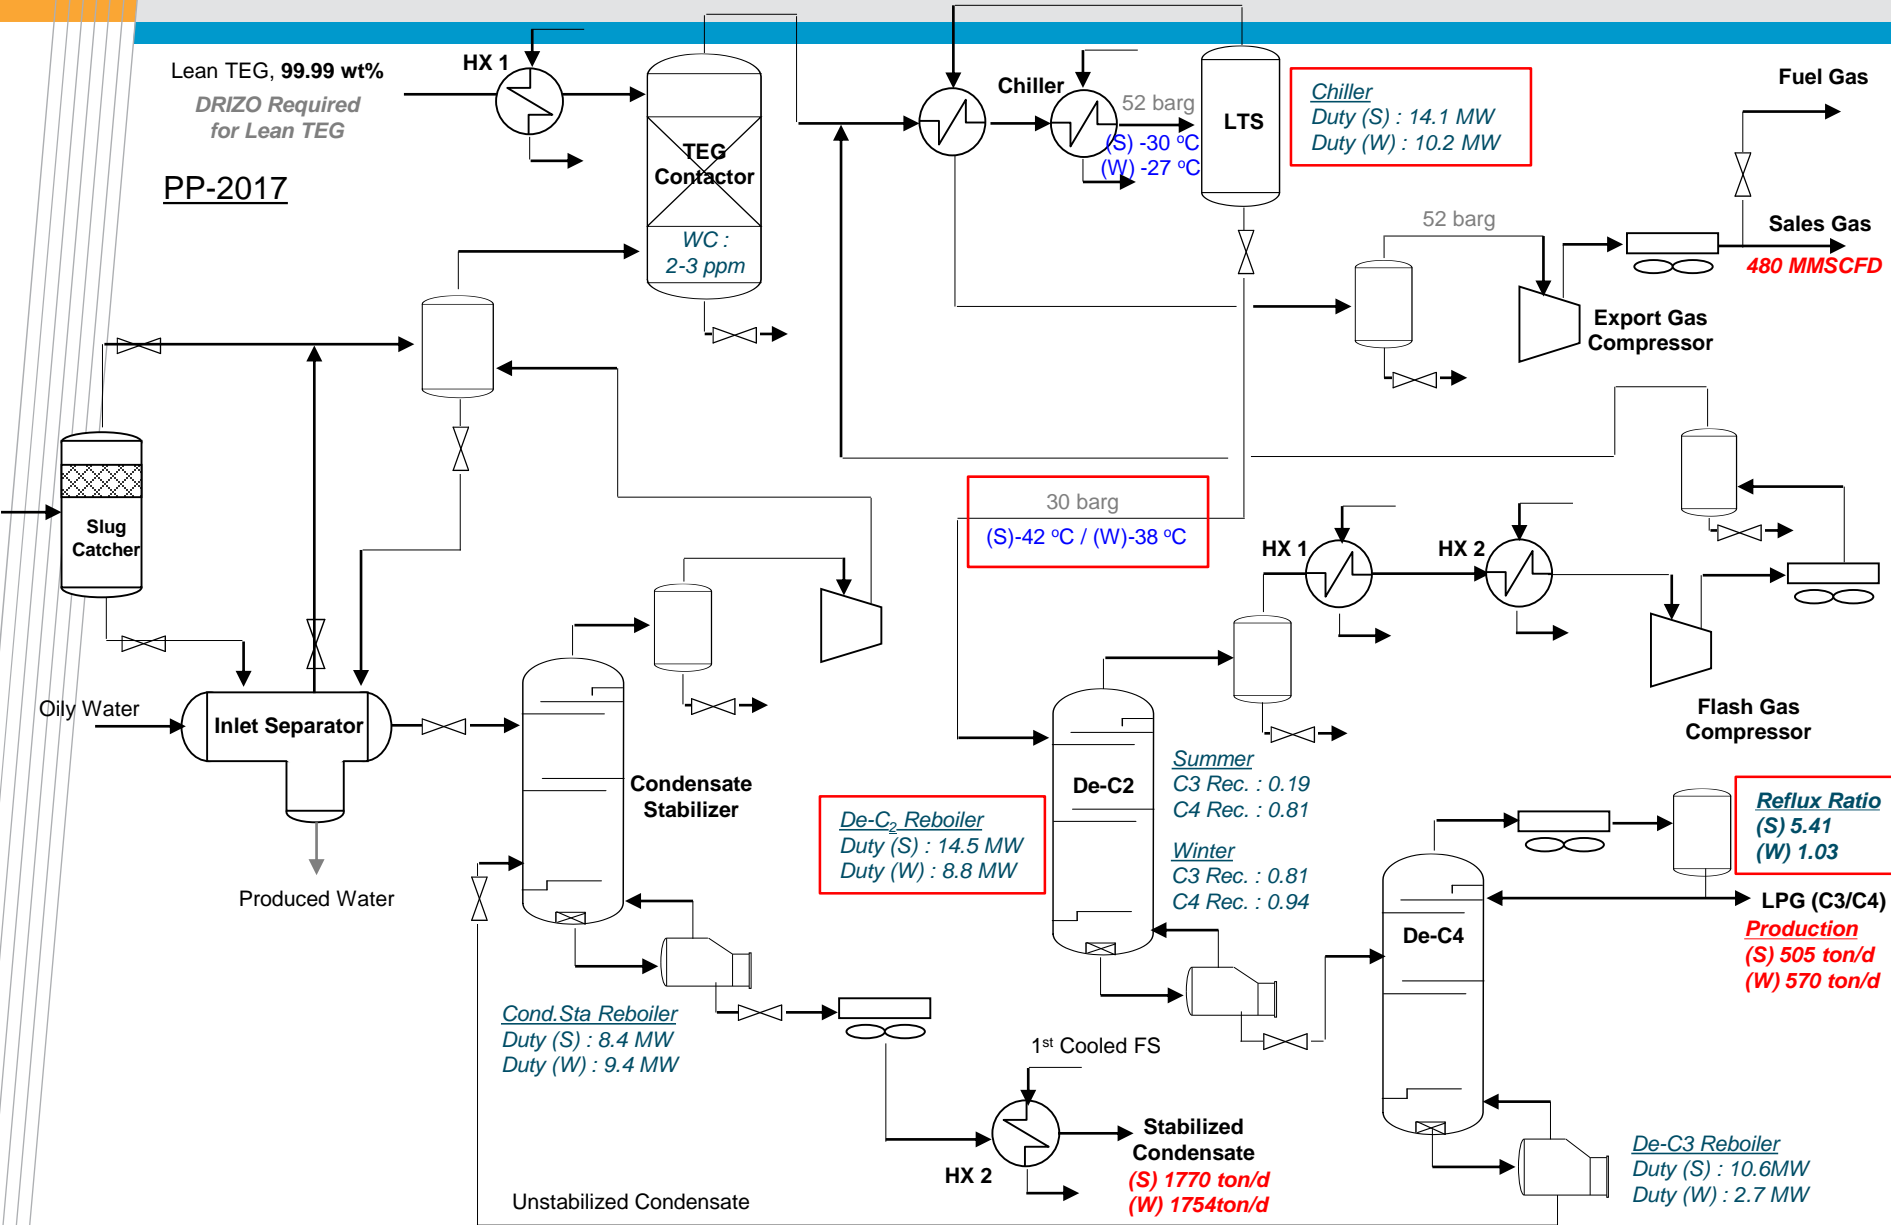 Lean TEG, 99.99 wt%
DRIZO Required
for Lean TEG
PP-2017
HX 1
TEG
Contactor
WC :
2-3 ppm
Chiller
52 barg
(S) -30 °C
(W) -27 °C
LTS
Chiller
Duty (S) : 14.1 MW
Duty (W) : 10.2 MW
Fuel Gas
52 barg
Sales Gas
480 MMSCFD
Export Gas
Compressor
Slug
Catcher
30 barg
(S)-42 °C / (W)-38 °C
HX 1
HX 2
Flash Gas
Compressor
Oily Water
Inlet Separator
Produced Water
Condensate
Stabilizer
De-C2
Summer
C3 Rec. : 0.19
C4 Rec. : 0.81
Winter
C3 Rec. : 0.81
C4 Rec. : 0.94
De-C2 Reboiler
Duty (S) : 14.5 MW
Duty (W) : 8.8 MW
Reflux Ratio
(S) 5.41
(W) 1.03
LPG (C3/C4)
Production
(S) 505 ton/d
(W) 570 ton/d
De-C4
Cond.Sta Reboiler
Duty (S) : 8.4 MW
Duty (W) : 9.4 MW
1st Cooled FS
HX 2
Stabilized
Condensate
(S) 1770 ton/d
(W) 1754ton/d
De-C3 Reboiler
Duty (S) : 10.6MW
Duty (W) : 2.7 MW
Unstabilized Condensate